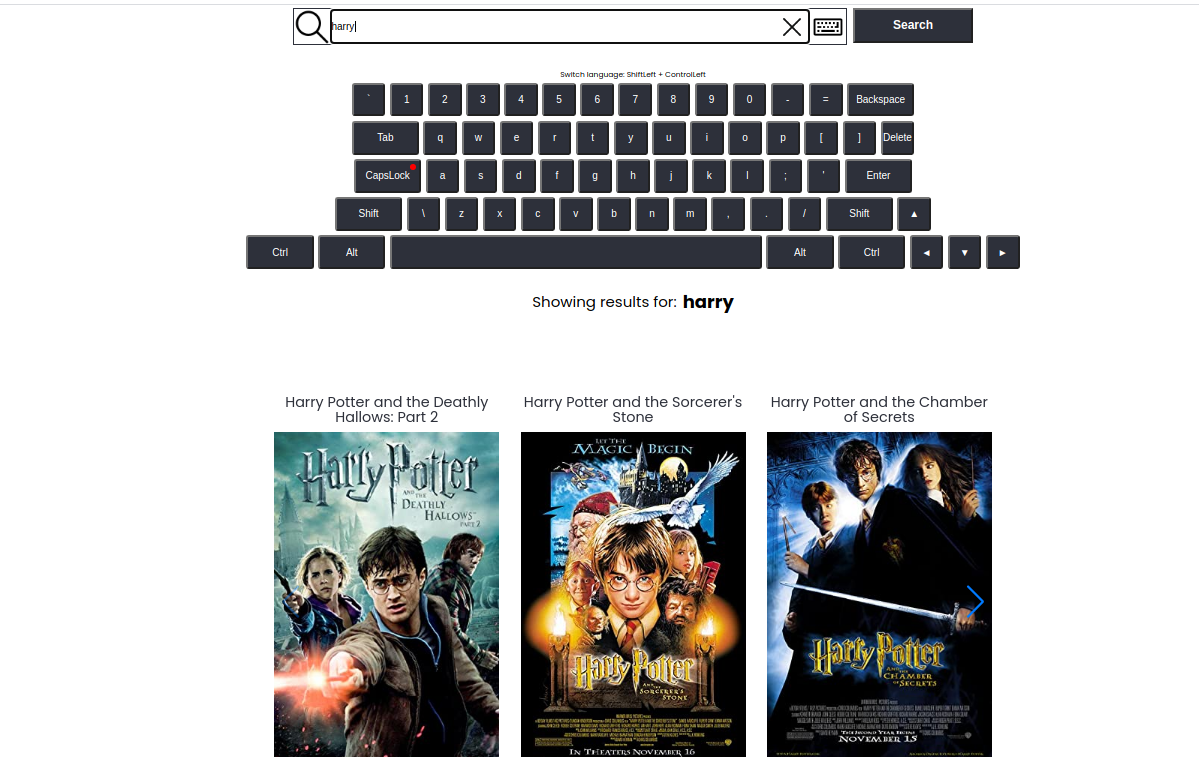 harry
Search
Switch language: ShiftLeft + ControlLeft
` 1 2 3 4 5 6 7 8 9 0 - = Backspace
Tab q w e r t y u i o p [ ] Delete
CapsLock a s d f g h j k l ; ' Enter
Shift \ z x c v b n m , . / Shift ▲
Ctrl Alt Alt Ctrl ◄ ▼ ►
Showing results for: harry
Harry Potter and the Deathly
Hallows: Part 2
Harry Potter and the Sorcerer's
Stone
Harry Potter and the Chamber
of Secrets
Harry Potter
AND THE
DEATHLY
HALLOWS
PART 2
LET THE
MAGIC BEGIN
Harry Potter
AND THE
SORCERER'S
STONE
IN THEATERS NOVEMBER 16
Harry Potter
AND THE
CHAMBER
OF SECRETS
THE SECOND YEAR BEGINS
NOVEMBER 15